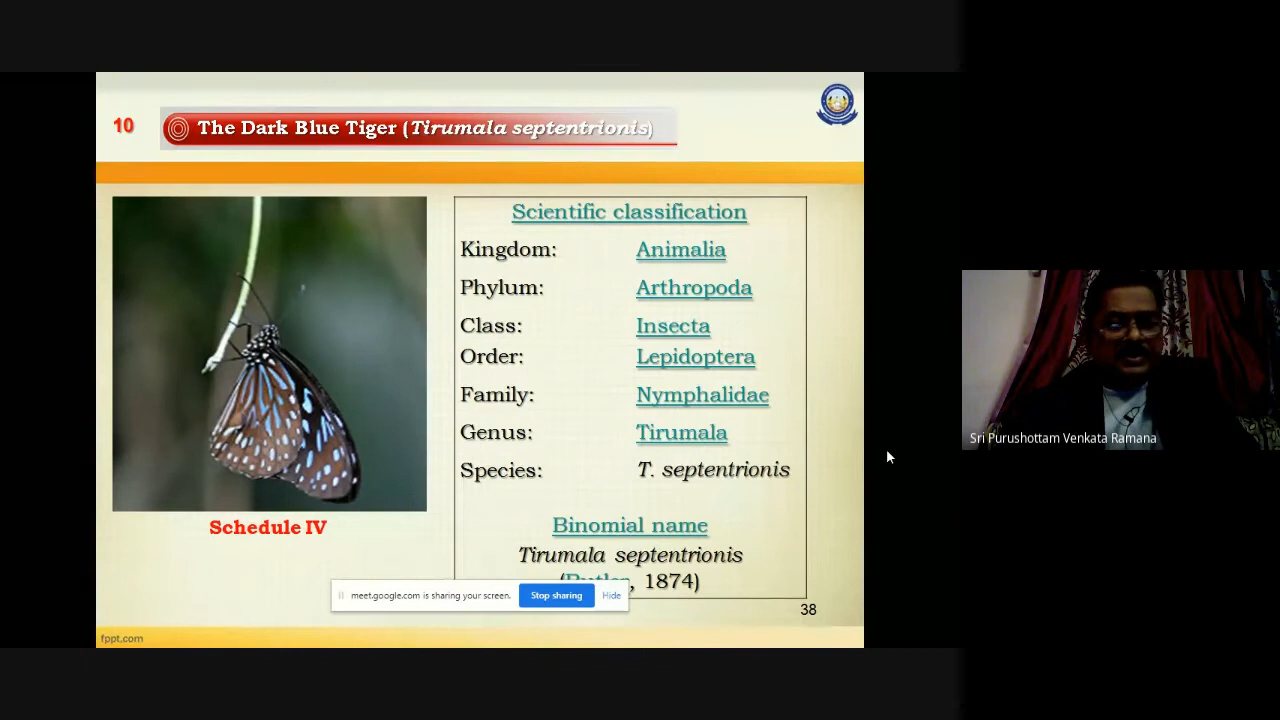 10
The Dark Blue Tiger (Tirumala septentrionis)
Scientific classification
Kingdom: Animalia
Phylum: Arthropoda
Class: Insecta
Order: Lepidoptera
Family: Nymphalidae
Genus: Tirumala
Species: T. septentrionis
Schedule IV
Binomial name
Tirumala septentrionis
(Butler, 1874)
meet.google.com is sharing your screen. Stop sharing Hide
38
fppt.com
Sri Purushottam Venkata Ramana